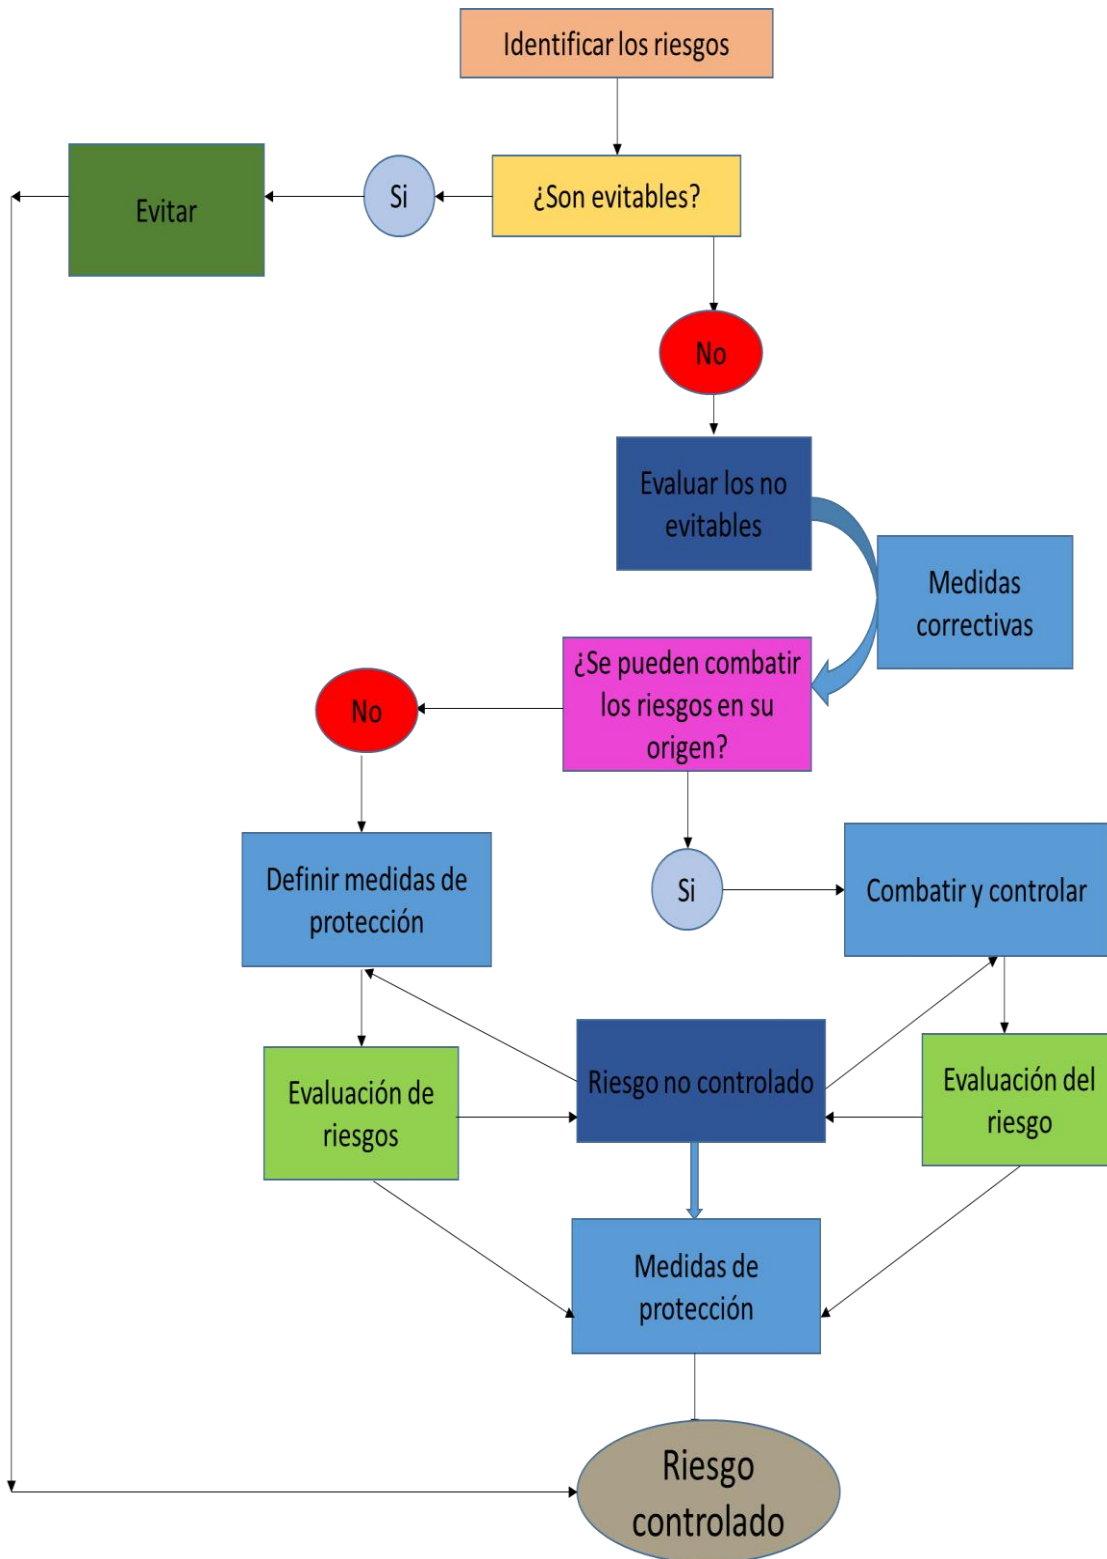 Identificar los riesgos
¿Son evitables?
Si
Evitar
No
Evaluar los no
evitables
Medidas
correctivas
¿Se pueden combatir
los riesgos en su
origen?
No
Si
Definir medidas de
protección
Combatir y controlar
Riesgo no controlado
Evaluación de
riesgos
Evaluación del
riesgo
Medidas de
protección
Riesgo
controlado